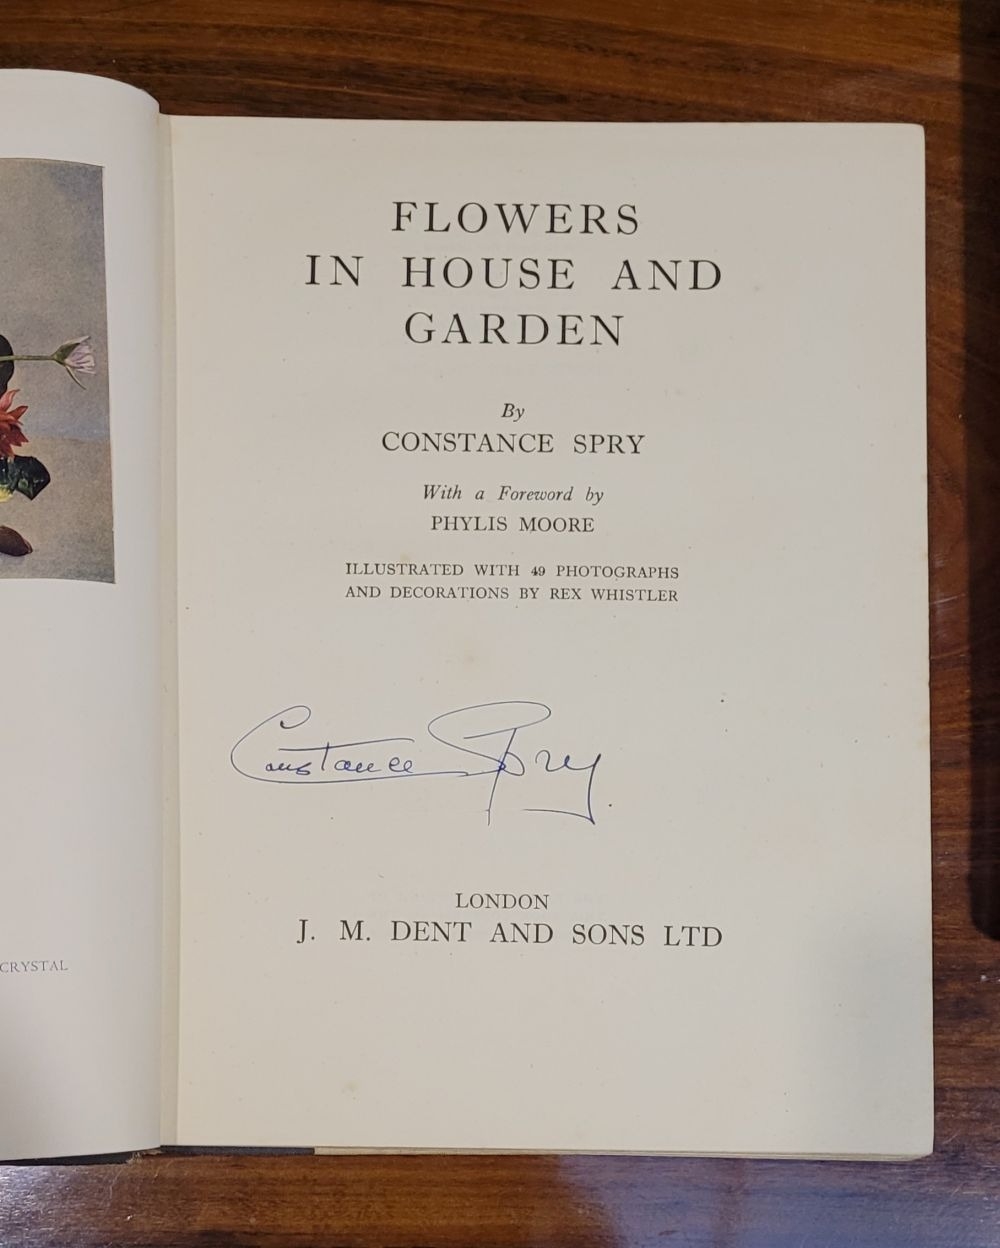 CRYSTAL
FLOWERS
IN HOUSE AND
GARDEN
By
CONSTANCE SPRY
With a Foreword by
PHYLIS MOORE
ILLUSTRATED WITH 49 PHOTOGRAPHS
AND DECORATIONS BY REX WHISTLER
Constance Spry.
LONDON
J. M. DENT AND SONS LTD